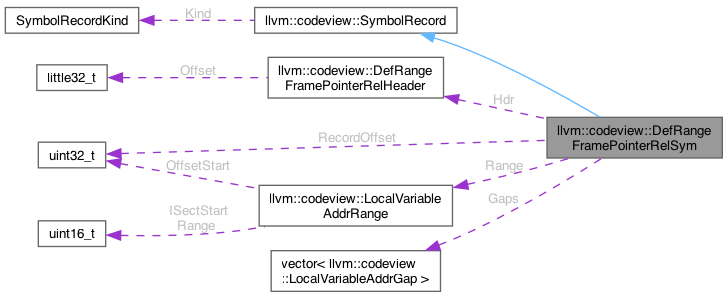 SymbolRecordKind
Kind
llvm::codeview::SymbolRecord
little32_t
Offset
llvm::codeview::DefRange
FramePointerRelHeader
Hdr
llvm::codeview::DefRange
FramePointerRelSym
RecordOffset
uint32_t
OffsetStart
Range
llvm::codeview::LocalVariable
AddrRange
Gaps
ISectStart
Range
uint16_t
vector< llvm::codeview
::LocalVariableAddrGap >